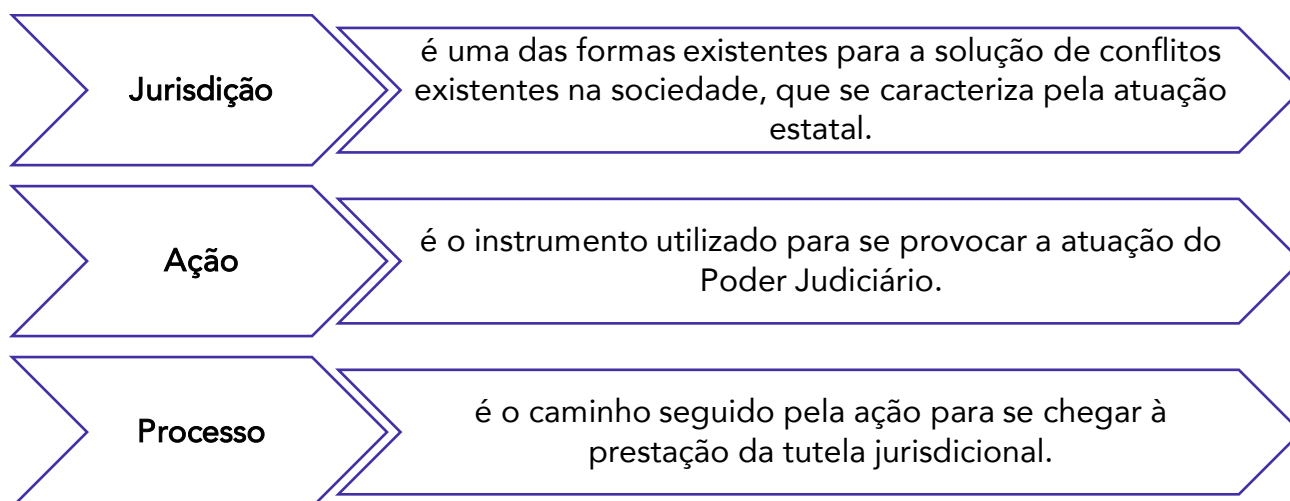 Jurisdição
é uma das formas existentes para a solução de conflitos
existentes na sociedade, que se caracteriza pela atuação
estatal.
Ação
é o instrumento utilizado para se provocar a atuação do
Poder Judiciário.
Processo
é o caminho seguido pela ação para se chegar à
prestação da tutela jurisdicional.